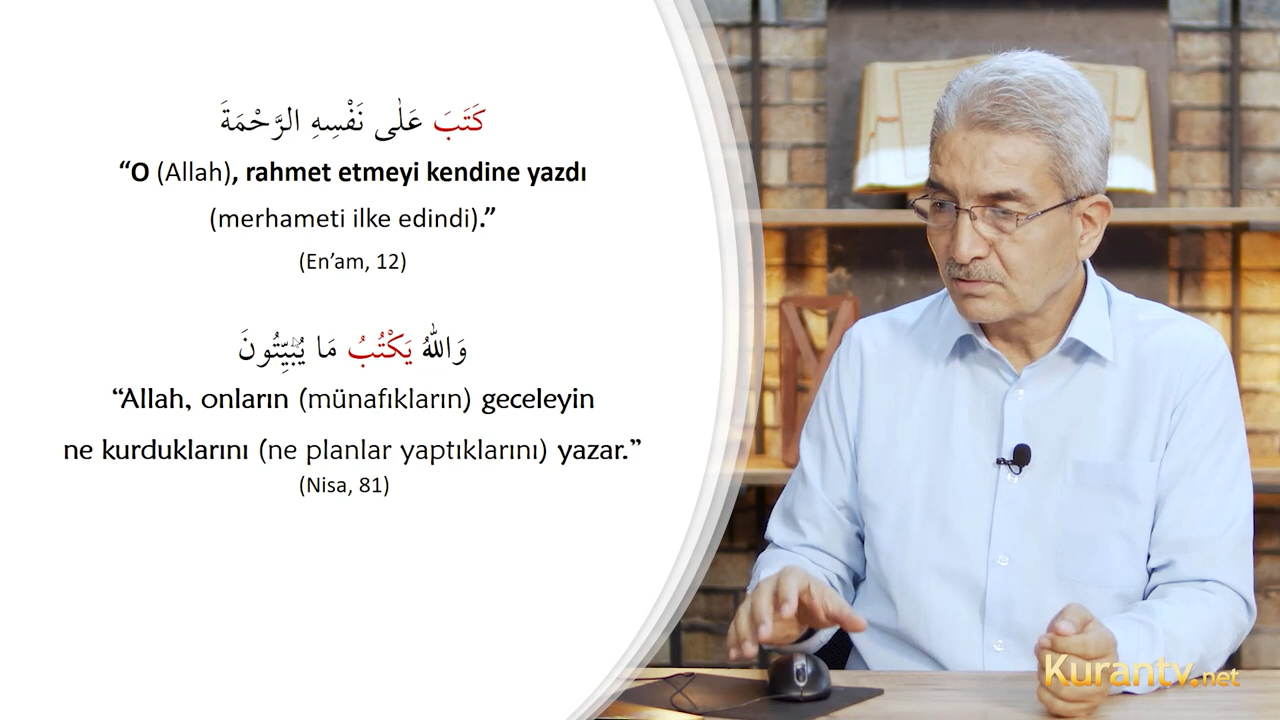 كَتَبَ عَلٰى نَفْسِهِ الرَّحْمَةَ
“O (Allah), rahmet etmeyi kendine yazdı
(merhameti ilke edindi).”
(En’am, 12)
وَاللّٰهُ يَكْتُبُ مَا يُبَيِّتُونَ
“Allah, onların (münafıkların) geceleyin
ne kurduklarını (ne planlar yaptıklarını) yazar.”
(Nisa, 81)
Kurantv.net